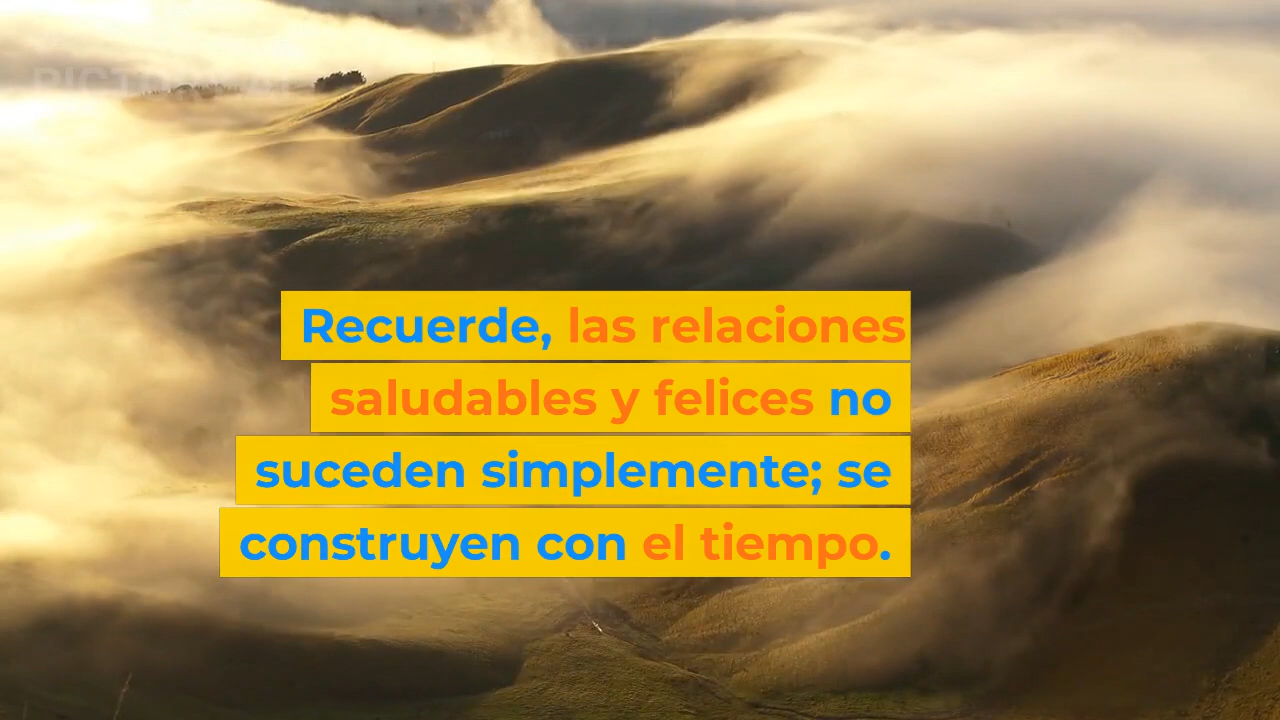 Recuerde, las relaciones
saludables y felices no
suceden simplemente; se
construyen con el tiempo.